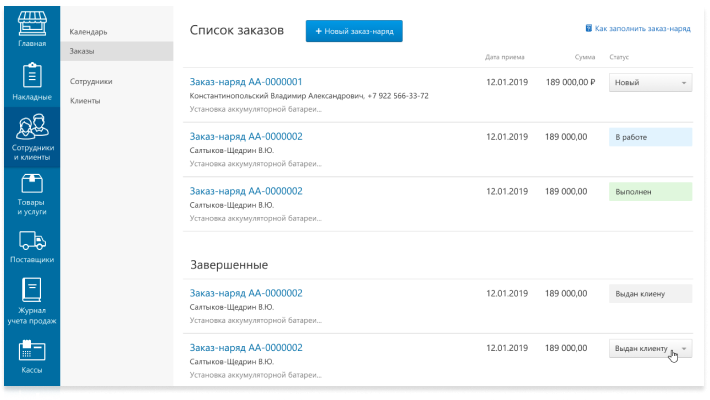 Главная
Накладные
Сотрудники
и клиенты
Товары
и услуги
Поставщики
Журнал
учета продаж
Кассы
Календарь
Заказы
Сотрудники
Клиенты
Список заказов
+ Новый заказ-наряд
? Как заполнить заказ-наряд
Дата приема Сумма Статус
Заказ-наряд АА-0000001 12.01.2019 189 000,00 ₽ Новый
Константинопольский Владимир Александрович, +7 922 566-33-72
Установка аккумуляторной батареи...
Заказ-наряд АА-0000002 12.01.2019 189 000,00 В работе
Салтыков-Щедрин В.Ю.
Установка аккумуляторной батареи...
Заказ-наряд АА-0000002 12.01.2019 189 000,00 Выполнен
Салтыков-Щедрин В.Ю.
Установка аккумуляторной батареи...
Завершенные
Заказ-наряд АА-0000002 12.01.2019 189 000,00 Выдан клиену
Салтыков-Щедрин В.Ю.
Установка аккумуляторной батареи...
Заказ-наряд АА-0000002 12.01.2019 189 000,00 Выдан клиенту
Салтыков-Щедрин В.Ю.
Установка аккумуляторной батареи...